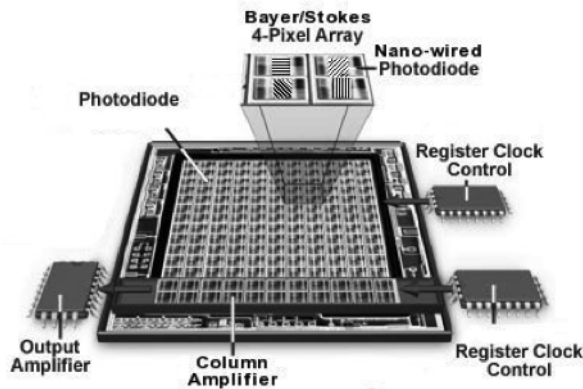 Bayer/Stokes
4-Pixel Array
Nano-wired
Photodiode
Photodiode
Register Clock
Control
Output
Amplifier
Column
Amplifier
Register Clock
Control